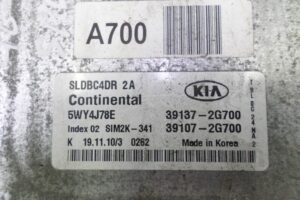 A700
SLDBC4DR 2A
Continental
KIA
5WY4J78E 39137-2G700
Index 02 SIM2K-341 39107-2G700
K 19.11.10/3 0262 Made in Korea